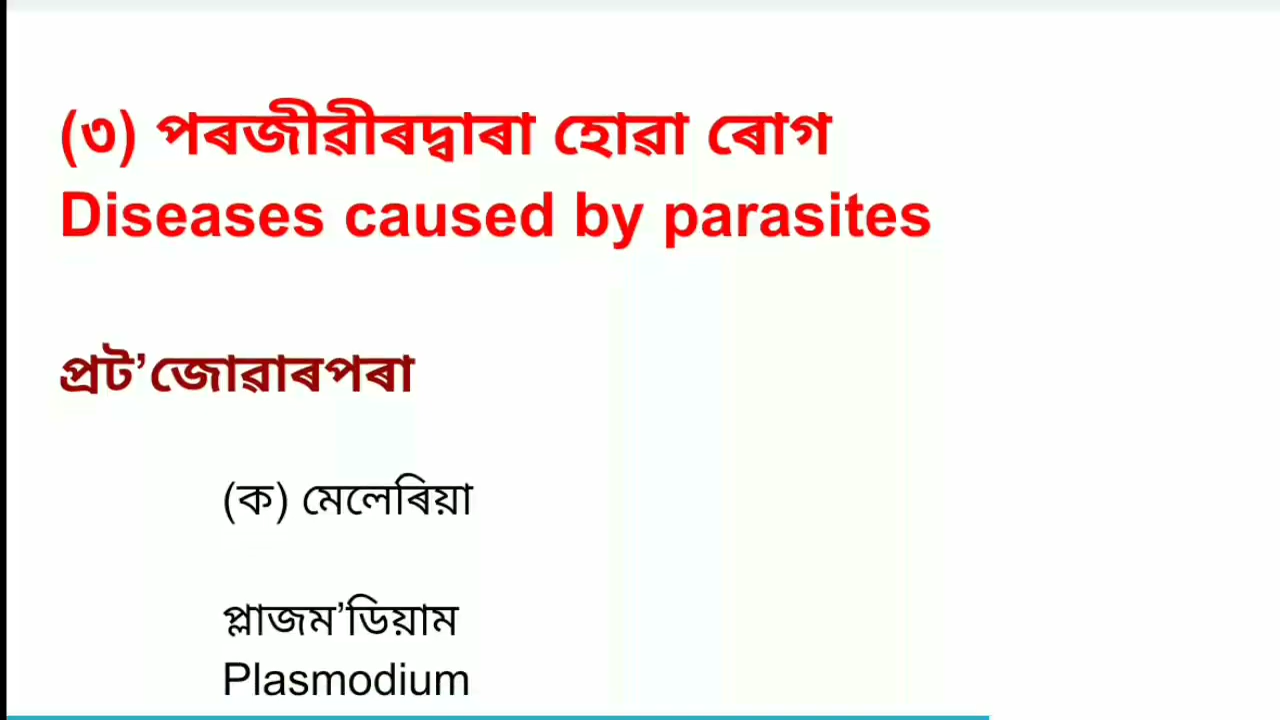 (৩) পৰজীৱীৰদ্বাৰা হোৱা ৰোগ
Diseases caused by parasites
প্ৰট’জোৱাৰপৰা
(ক) মেলেৰিয়া
প্লাজম’ডিয়াম
Plasmodium